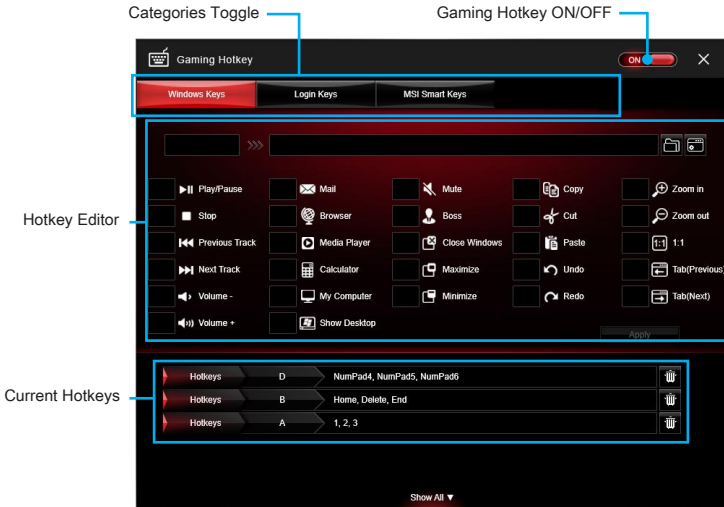 Categories Toggle
Gaming Hotkey ON/OFF
Gaming Hotkey
ON
Windows Keys
Login Keys
MSI Smart Keys
Hotkey Editor
Play/Pause
Mail
Mute
Copy
Zoom in
Stop
Browser
Boss
Cut
Zoom out
Previous Track
Media Player
Close Windows
Paste
1:1 1:1
Next Track
Calculator
Maximize
Undo
Tab(Previous)
Volume -
My Computer
Minimize
Redo
Tab(Next)
Volume +
Show Desktop
Apply
Current Hotkeys
Hotkeys D NumPad4, NumPad5, NumPad6
Hotkeys B Home, Delete, End
Hotkeys A 1, 2, 3
Show All ▼